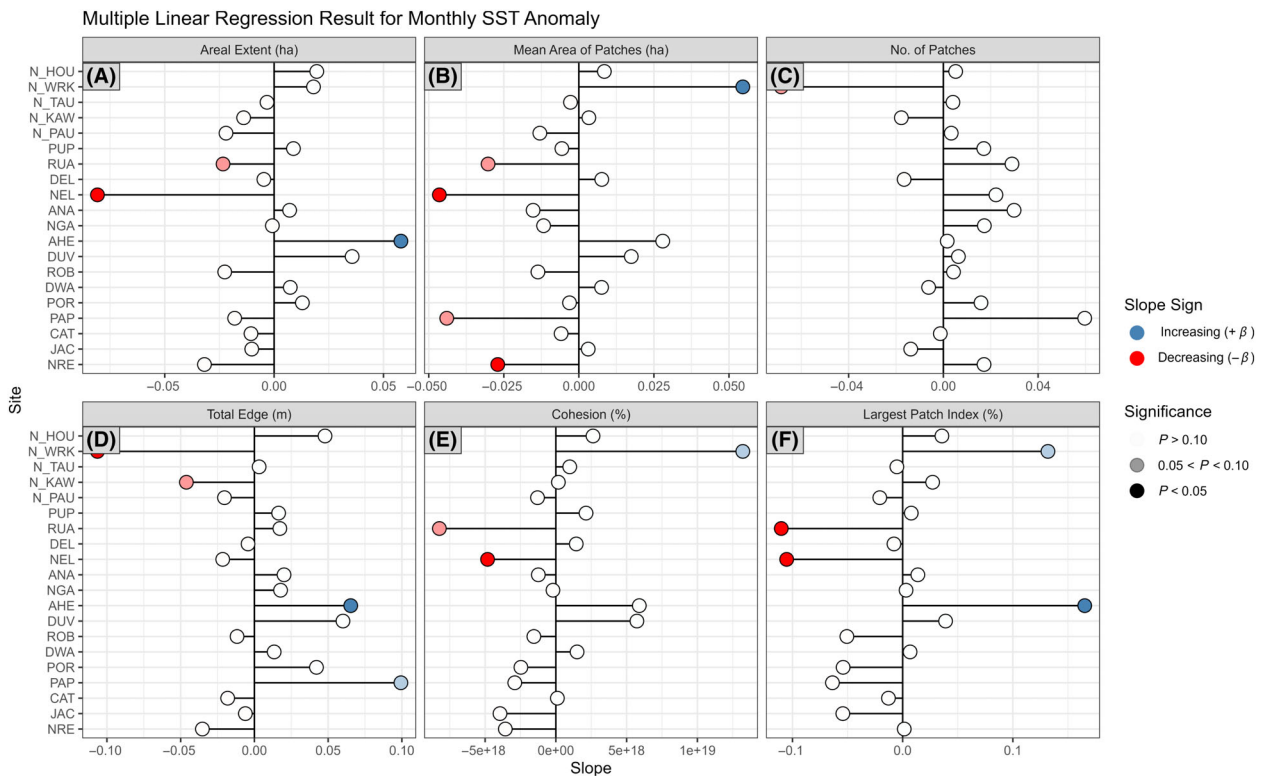 Multiple Linear Regression Result for Monthly SST Anomaly
Areal Extent (ha)
Mean Area of Patches (ha)
No. of Patches
(A)
(B)
(C)
N_HOU
N_WRK
N_TAU
N_KAW
N_PAU
PUP
RUA
DEL
NEL
ANA
NGA
AHE
DUV
ROB
DWA
POR
PAP
CAT
JAC
NRE
−0.05 0.00 0.05
−0.050 −0.025 0.000 0.025 0.050
−0.04 0.00 0.04
Site
Total Edge (m)
Cohesion (%)
Largest Patch Index (%)
(D)
(E)
(F)
N_HOU
N_WRK
N_TAU
N_KAW
N_PAU
PUP
RUA
DEL
NEL
ANA
NGA
AHE
DUV
ROB
DWA
POR
PAP
CAT
JAC
NRE
−0.10 −0.05 0.00 0.05 0.10
−5e+18 0e+00 5e+18 1e+19
−0.1 0.0 0.1
Slope
Slope Sign
Increasing (+β)
Decreasing (−β)
Significance
P > 0.10
0.05 < P < 0.10
P < 0.05